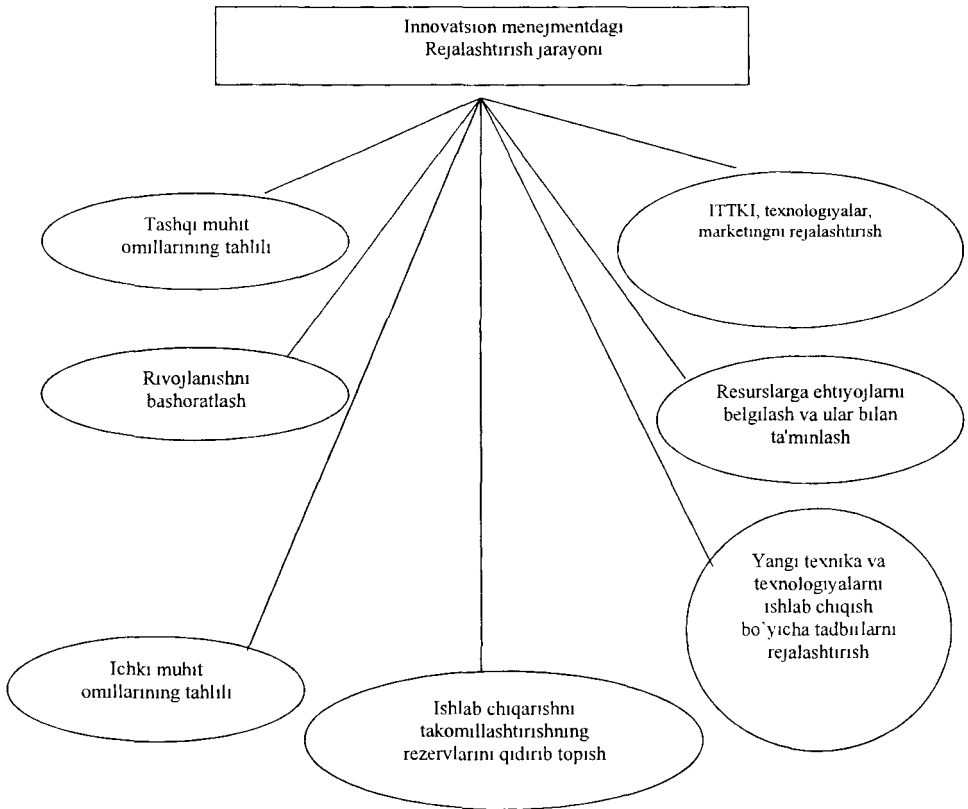 Innovatsion menejmentdagi
Rejalashtirish jarayoni
Tashqi muhit
omillarining tahlili
ITTKI, texnologiyalar,
marketingni rejalashtirish
Rivojlanishni
bashoratlash
Resurslarga ehtiyojlarni
belgilash va ular bilan
ta'minlash
Yangi texnika va
texnologiyalarni
ishlab chiqish
bo'yicha tadbirlarni
rejalashtirish
Ichki muhit
omillarining tahlili
Ishlab chiqarishni
takomillashtirishning
rezervlarini qidirib topish